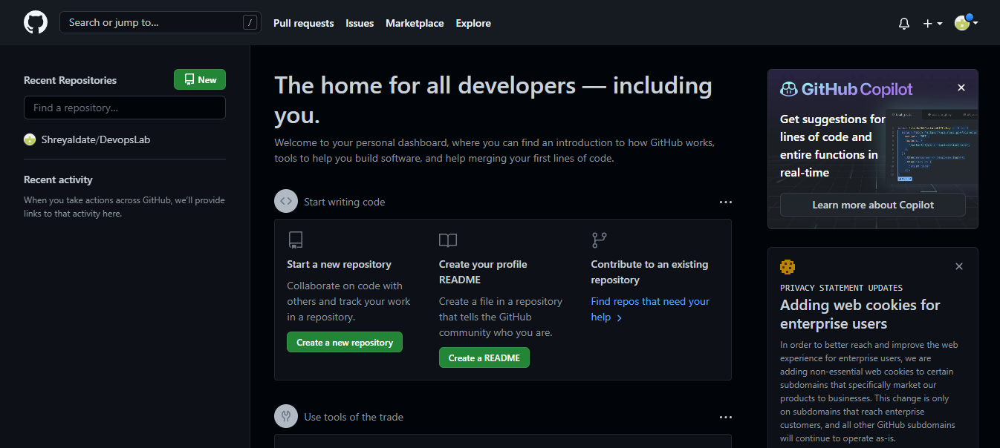 Search or jump to... /
Pull requests
Issues
Marketplace
Explore
Recent Repositories
New
Find a repository...
Shreyaldate/DevopsLab
Recent activity
When you take actions across GitHub, we'll provide
links to that activity here.
The home for all developers — including
you.
Welcome to your personal dashboard, where you can find an introduction to how GitHub works,
tools to help you build software, and help merging your first lines of code.
Start writing code
Start a new repository
Collaborate on code with
others and track your work
in a repository.
Create a new repository
Create your profile
README
Create a file in a repository
that tells the GitHub
community who you are.
Create a README
Contribute to an existing
repository
Find repos that need your
help
Use tools of the trade
GitHub Copilot
Get suggestions for
lines of code and
entire functions in
real-time
Learn more about Copilot
PRIVACY STATEMENT UPDATES
Adding web cookies for
enterprise users
In order to better reach and improve the web
experience for enterprise users, we are
adding non-essential web cookies to certain
subdomains that specifically market our
products to businesses. This change is only
on subdomains that reach enterprise
customers, and all other GitHub subdomains
will continue to operate as-is.